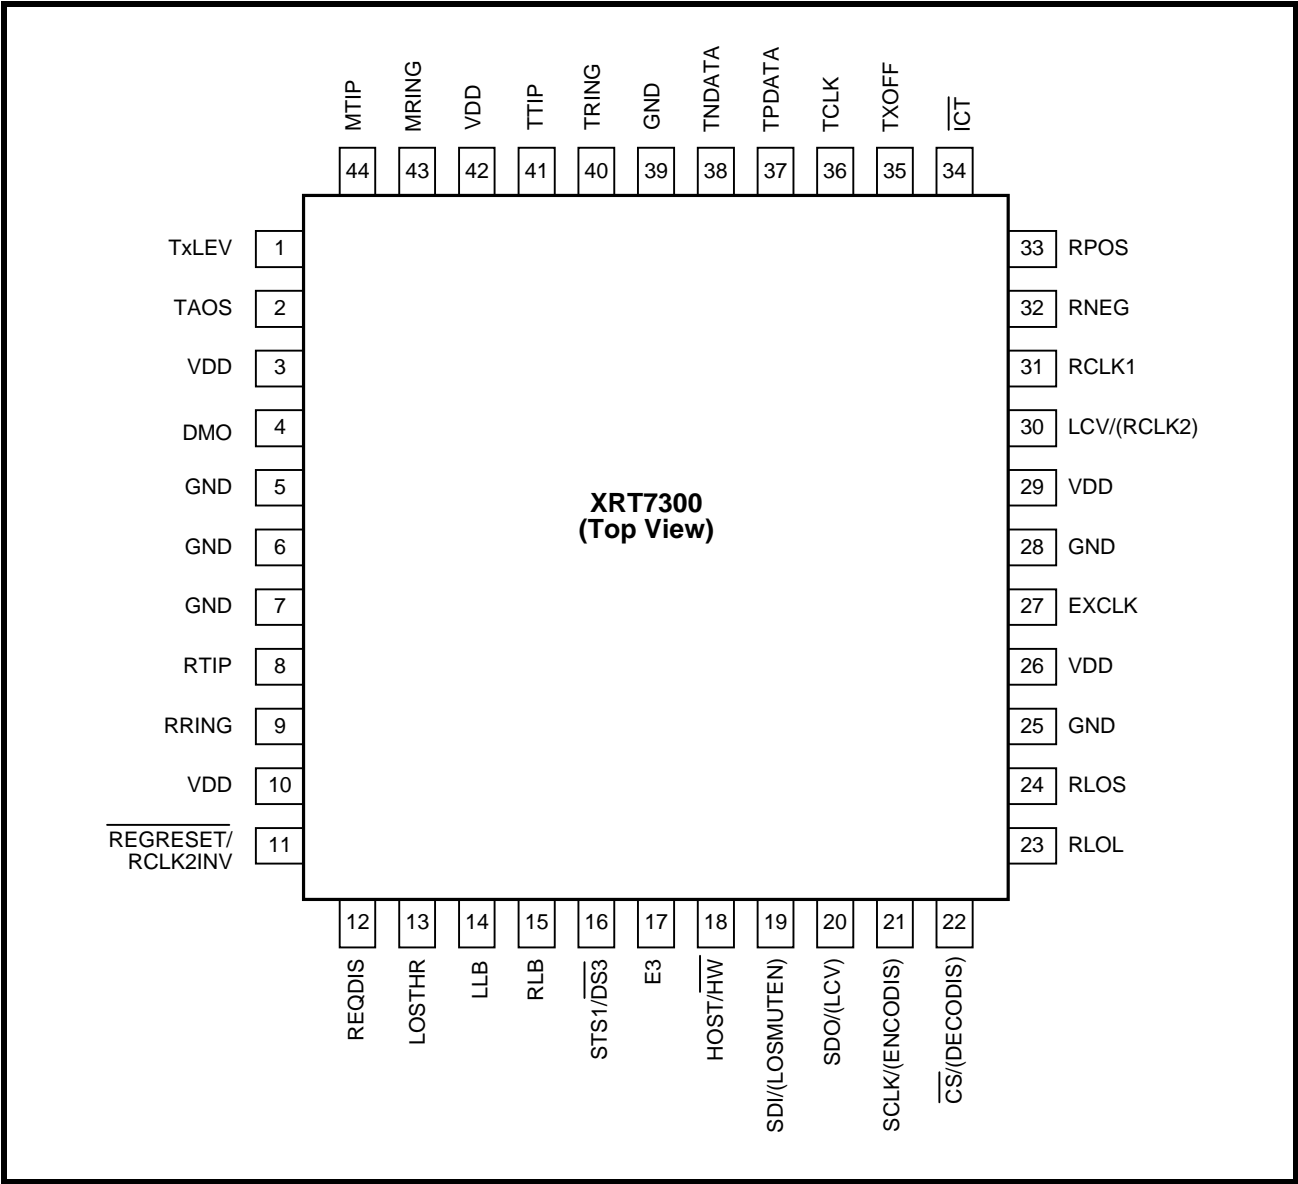 MTIP
MRING
VDD
TTIP
TRING
GND
TNDATA
TPDATA
TCLK
TXOFF
ICT
44
43
42
41
40
39
38
37
36
35
34
TxLEV 1
TAOS 2
VDD 3
DMO 4
GND 5
GND 6
GND 7
RTIP 8
RRING 9
VDD 10
REGRESET/
RCLK2INV
11
XRT7300
(Top View)
33 RPOS
32 RNEG
31 RCLK1
30 LCV/(RCLK2)
29 VDD
28 GND
27 EXCLK
26 VDD
25 GND
24 RLOS
23 RLOL
12
13
14
15
16
17
18
19
20
21
22
REQDIS
LOSTHR
LLB
RLB
STS1/DS3
E3
HOST/HW
SDI/(LOSMUTEN)
SDO/(LCV)
SCLK/(ENCODIS)
CS/(DECODIS)